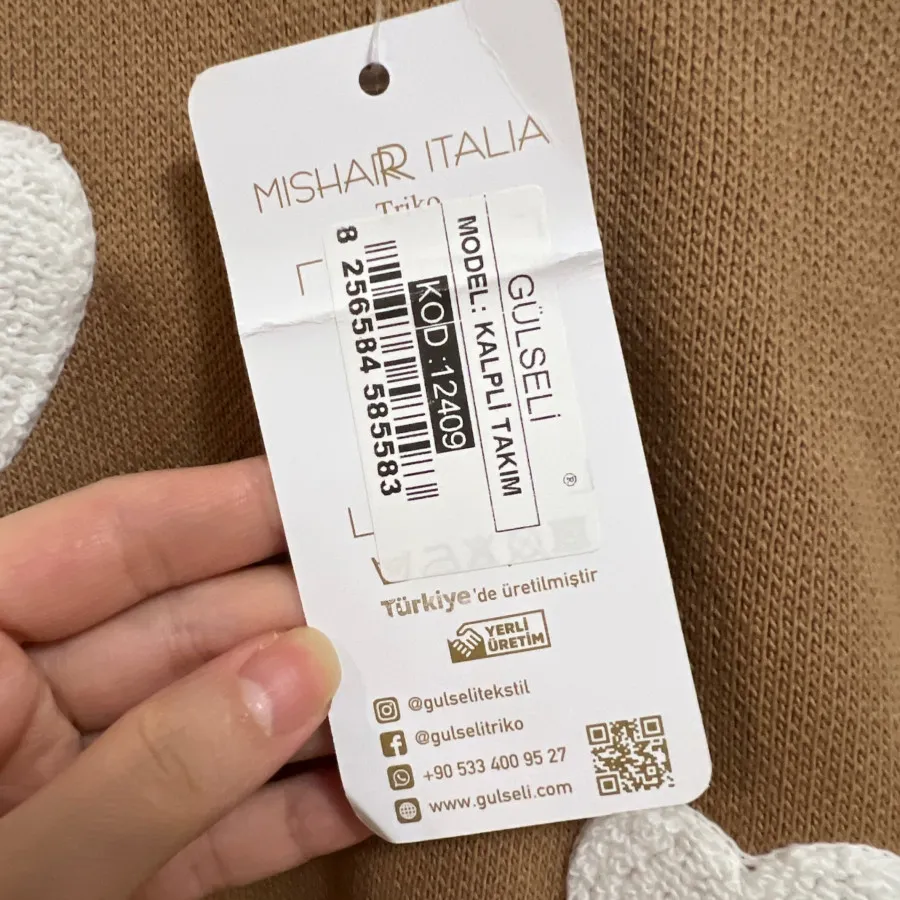 MISHARR ITALIA
Triko
GÜLSELİ
MODEL: KALPLİ TAKIM
KOD :12409
8 256584 585583
Türkiye'de üretilmiştir
YERLİ
ÜRETİM
@gulselitekstil
@gulselitriko
+90 533 400 95 27
www.gulseli.com